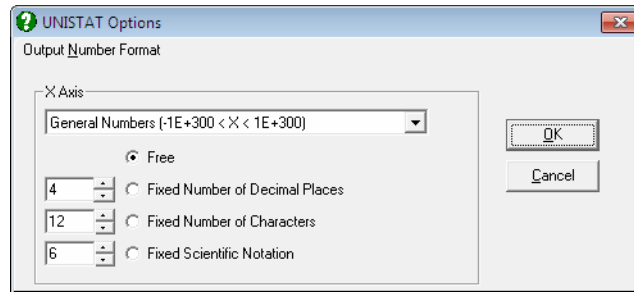 UNISTAT Options
Output Number Format
X Axis
General Numbers (-1E+300 < X < 1E+300)
Free
4 Fixed Number of Decimal Places
12 Fixed Number of Characters
6 Fixed Scientific Notation
OK
Cancel